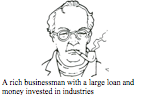 A rich businessman with a large loan and
money invested in industries